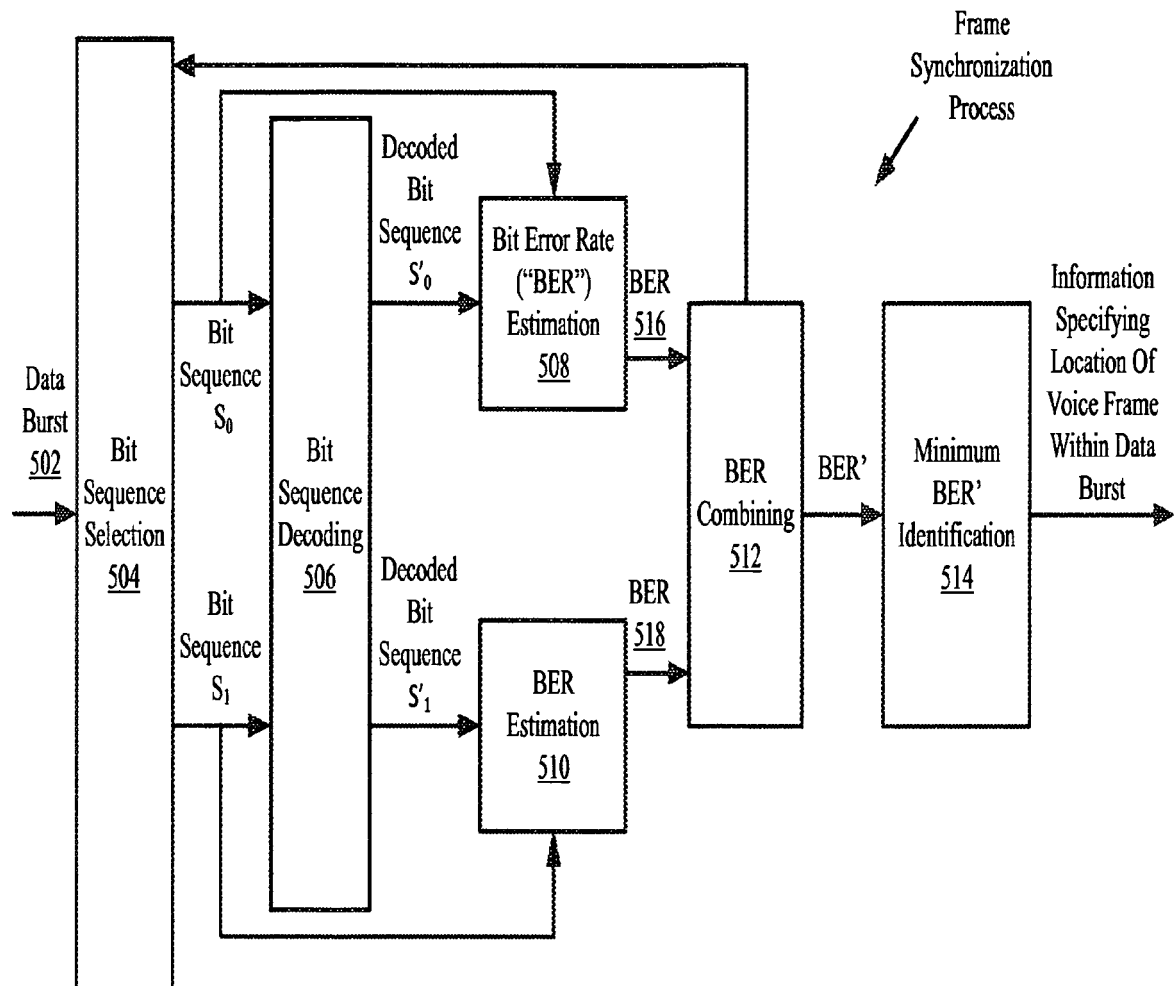 Frame
Synchronization
Process
Data
Burst
502
Bit
Sequence
Selection
504
Bit
Sequence
S0
Bit
Sequence
S1
Bit
Sequence
Decoding
506
Decoded
Bit
Sequence
S'0
Decoded
Bit
Sequence
S'1
Bit Error Rate
(“BER”)
Estimation
508
BER
Estimation
510
BER
516
BER
518
BER
Combining
512
BER’
Minimum
BER’
Identification
514
Information
Specifying
Location Of
Voice Frame
Within Data
Burst